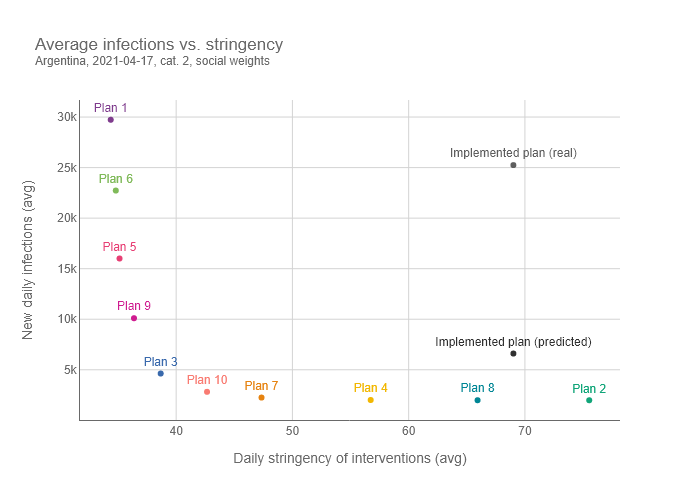 Average infections vs. stringency
Argentina, 2021-04-17, cat. 2, social weights
Plan 1
30k
Implemented plan (real)
25k
Plan 6
20k
Plan 5
15k
Plan 9
10k
Implemented plan (predicted)
Plan 3
5k
Plan 10
Plan 7
Plan 4
Plan 8
Plan 2
New daily infections (avg)
40
50
60
70
Daily stringency of interventions (avg)